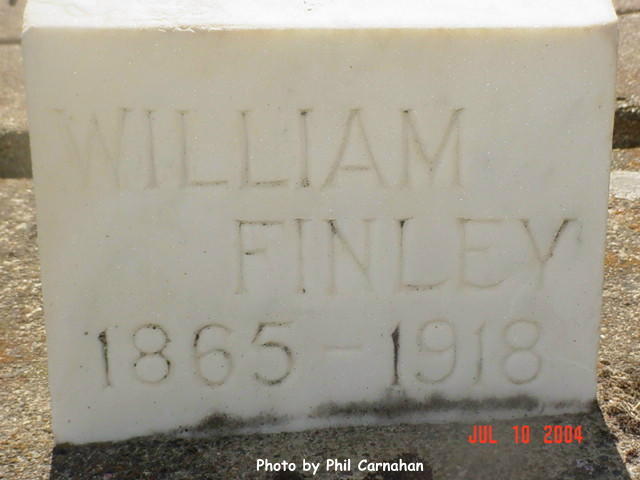 WILLIAM
FINLEY
1865-1918
JUL 10 2004
Photo by Phil Carnahan